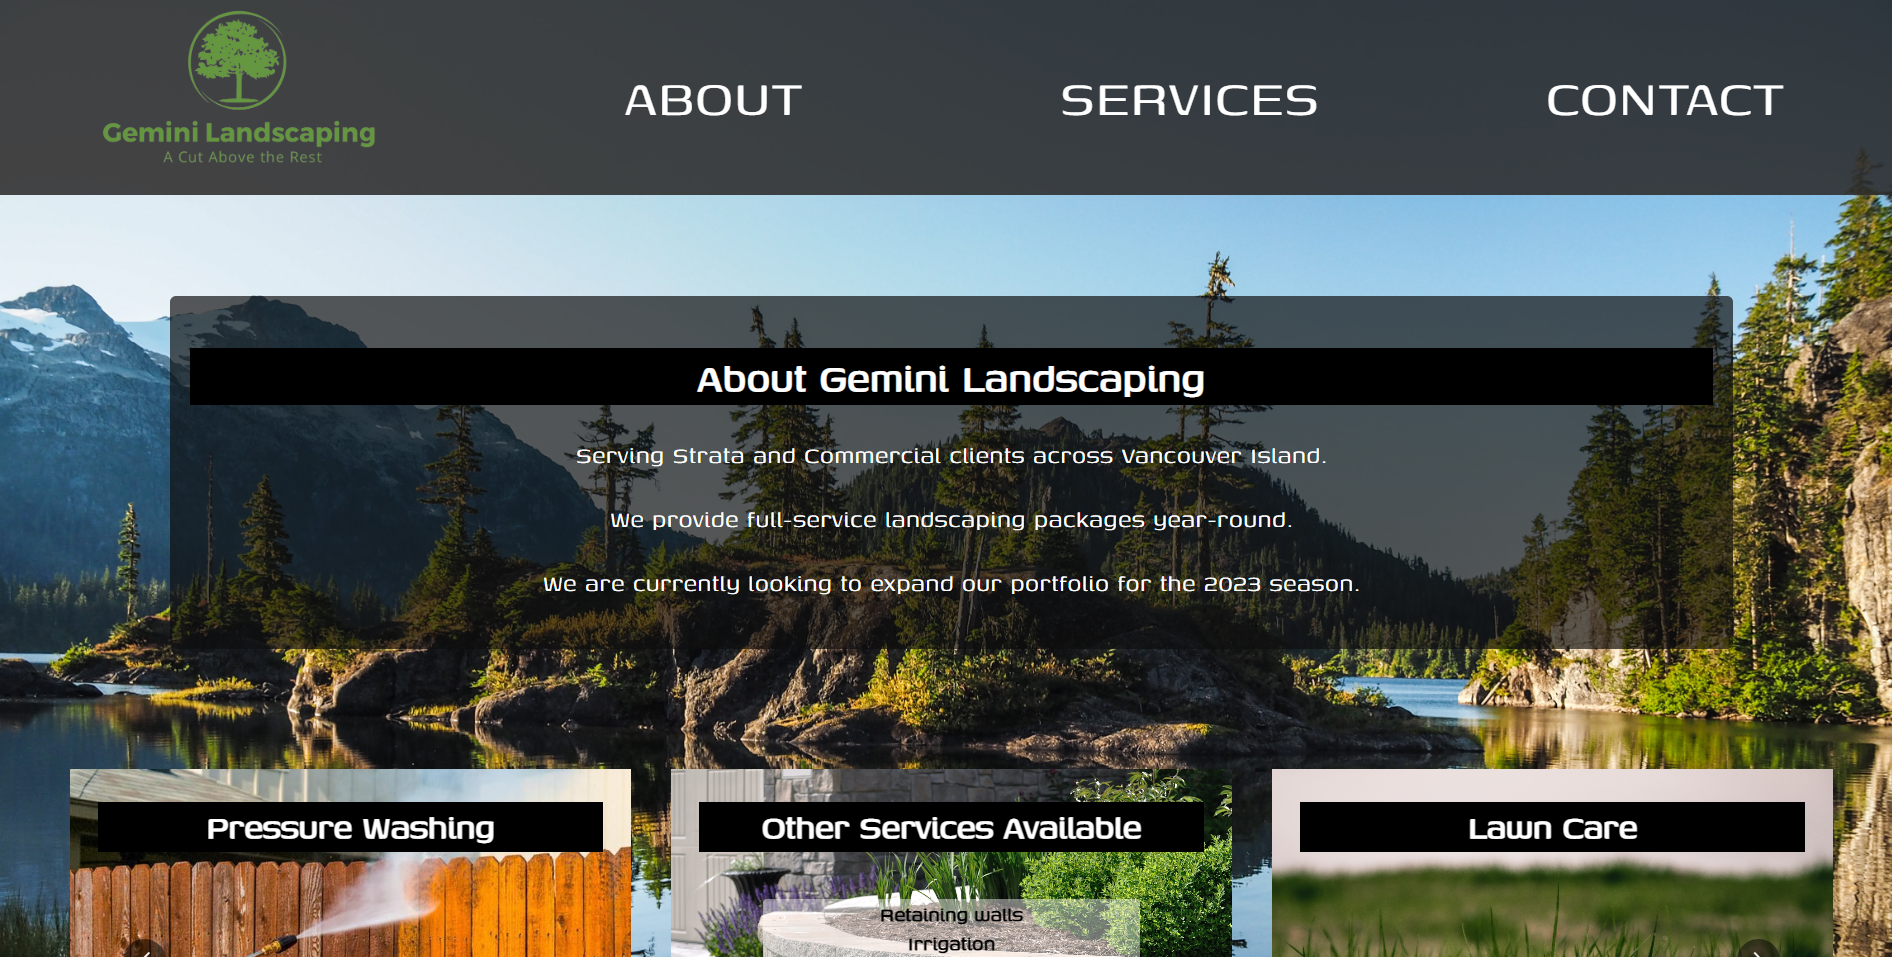 Gemini Landscaping
A Cut Above the Rest
ABOUT
SERVICES
CONTACT
About Gemini Landscaping
Serving Strata and Commercial clients across Vancouver Island.
We provide full-service landscaping packages year-round.
We are currently looking to expand our portfolio for the 2023 season.
Pressure Washing
Other Services Available
Retaining walls
Irrigation
Lawn Care